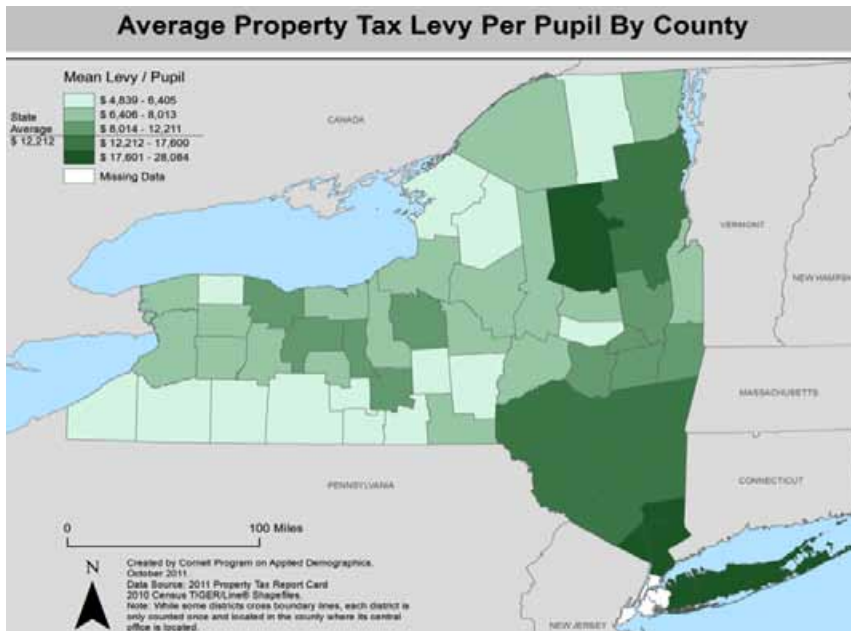 Average Property Tax Levy Per Pupil By County
Mean Levy / Pupil
$ 4,839 - 6,405
$ 6,406 - 8,013
$ 8,014 - 12,211
$ 12,212 - 17,600
$ 17,601 - 28,084
Missing Data
State
Average
$ 12,212
CANADA
VERMONT
NEW HAMPSH
MASSACHUSETTS
CONNECTICUT
PENNSYLVANIA
NEW JERSEY
0 100 Miles
N
Created by Cornell Program on Applied Demographics,
October 2011
Data Source: 2011 Property Tax Report Card
2010 Census TIGER/Line® Shapefiles.
Note: While some districts cross boundary lines, each district is
only counted once and located in the county where its central
office is located.